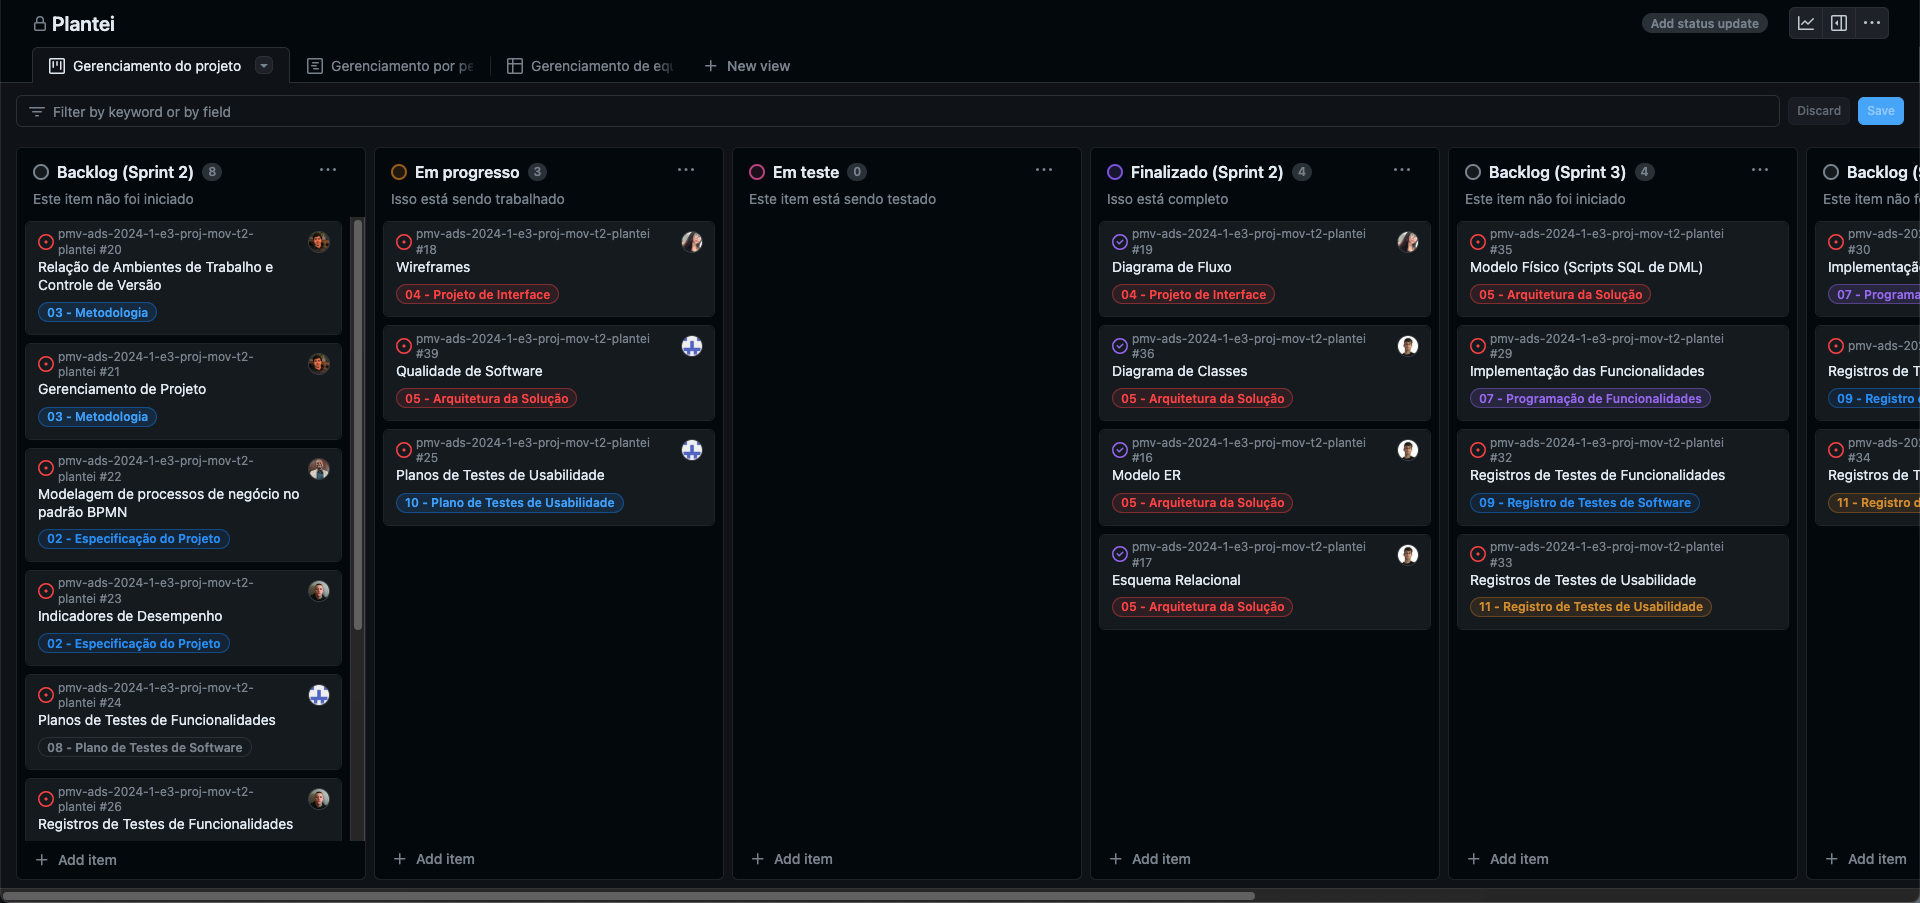 Plantei
Add status update
Gerenciamento do projeto
Gerenciamento por pe
Gerenciamento de equ
New view
Filter by keyword or by field
Discard
Save
Backlog (Sprint 2) 8
Este item não foi iniciado
pmv-ads-2024-1-e3-proj-mov-t2-
plantei #20
Relação de Ambientes de Trabalho e
Controle de Versão
03 - Metodologia
pmv-ads-2024-1-e3-proj-mov-t2-
plantei #21
Gerenciamento de Projeto
03 - Metodologia
pmv-ads-2024-1-e3-proj-mov-t2-
plantei #22
Modelagem de processos de negócio no
padrão BPMN
02 - Especificação do Projeto
pmv-ads-2024-1-e3-proj-mov-t2-
plantei #23
Indicadores de Desempenho
02 - Especificação do Projeto
pmv-ads-2024-1-e3-proj-mov-t2-
plantei #24
Planos de Testes de Funcionalidades
08 - Plano de Testes de Software
pmv-ads-2024-1-e3-proj-mov-t2-
plantei #26
Registros de Testes de Funcionalidades
Add item
Em progresso 3
Isso está sendo trabalhado
pmv-ads-2024-1-e3-proj-mov-t2-plantei
#18
Wireframes
04 - Projeto de Interface
pmv-ads-2024-1-e3-proj-mov-t2-plantei
#39
Qualidade de Software
05 - Arquitetura da Solução
pmv-ads-2024-1-e3-proj-mov-t2-plantei
#25
Planos de Testes de Usabilidade
10 - Plano de Testes de Usabilidade
Add item
Em teste 0
Este item está sendo testado
Add item
Finalizado (Sprint 2) 4
Isso está completo
pmv-ads-2024-1-e3-proj-mov-t2-plantei
#19
Diagrama de Fluxo
04 - Projeto de Interface
pmv-ads-2024-1-e3-proj-mov-t2-plantei
#36
Diagrama de Classes
05 - Arquitetura da Solução
pmv-ads-2024-1-e3-proj-mov-t2-plantei
#16
Modelo ER
05 - Arquitetura da Solução
pmv-ads-2024-1-e3-proj-mov-t2-plantei
#17
Esquema Relacional
05 - Arquitetura da Solução
Add item
Backlog (Sprint 3) 4
Este item não foi iniciado
pmv-ads-2024-1-e3-proj-mov-t2-plantei
#35
Modelo Físico (Scripts SQL de DML)
05 - Arquitetura da Solução
pmv-ads-2024-1-e3-proj-mov-t2-plantei
#29
Implementação das Funcionalidades
07 - Programação de Funcionalidades
pmv-ads-2024-1-e3-proj-mov-t2-plantei
#32
Registros de Testes de Funcionalidades
09 - Registro de Testes de Software
pmv-ads-2024-1-e3-proj-mov-t2-plantei
#33
Registros de Testes de Usabilidade
11 - Registro de Testes de Usabilidade
Add item
Backlog (
Este item não f
pmv-ads-202
#30
Implementaçã
07 - Programa
pmv-ads-202
Registros de T
09 - Registro
pmv-ads-202
#34
Registros de T
11 - Registro d
Add item